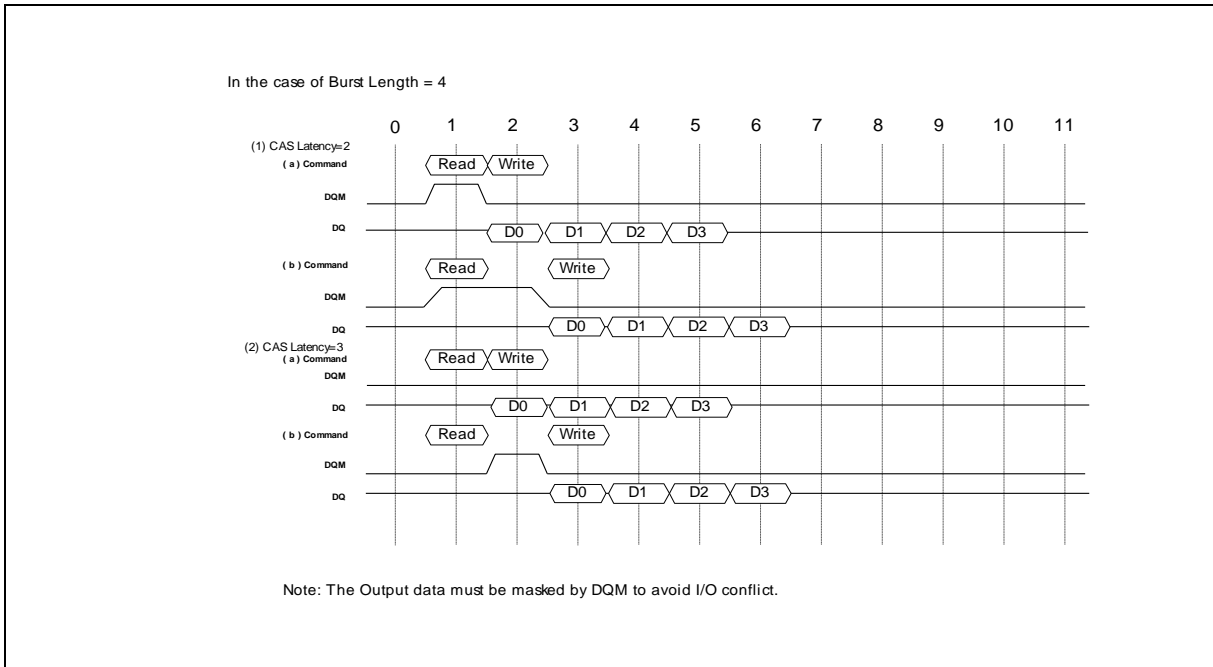 In the case of Burst Length = 4
0 1 2 3 4 5 6 7 8 9 10 11
(1) CAS Latency=2
( a ) Command Read Write
DQM
DQ D0 D1 D2 D3
( b ) Command Read Write
DQM
DQ D0 D1 D2 D3
(2) CAS Latency=3
( a ) Command Read Write
DQM
DQ D0 D1 D2 D3
( b ) Command Read Write
DQM
DQ D0 D1 D2 D3
Note: The Output data must be masked by DQM to avoid I/O conflict.